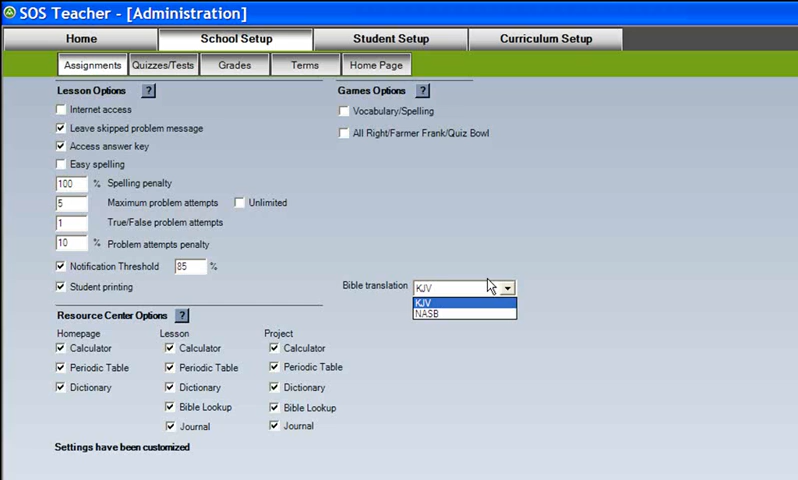 SOS Teacher - [Administration]
Home School Setup Student Setup Curriculum Setup
Assignments Quizzes/Tests Grades Terms Home Page
Lesson Options ? Games Options ?
Internet access
Vocabulary/Spelling
Leave skipped problem message
All Right/Farmer Frank/Quiz Bowl
Access answer key
Easy spelling
100 % Spelling penalty
5 Maximum problem attempts Unlimited
1 True/False problem attempts
10 % Problem attempts penalty
Notification Threshold 85 %
Student printing
Bible translation KJV
KJV
NASB
Resource Center Options ?
Homepage Lesson Project
Calculator Calculator Calculator
Periodic Table Periodic Table Periodic Table
Dictionary Dictionary Dictionary
Bible Lookup Bible Lookup
Journal Journal
Settings have been customized